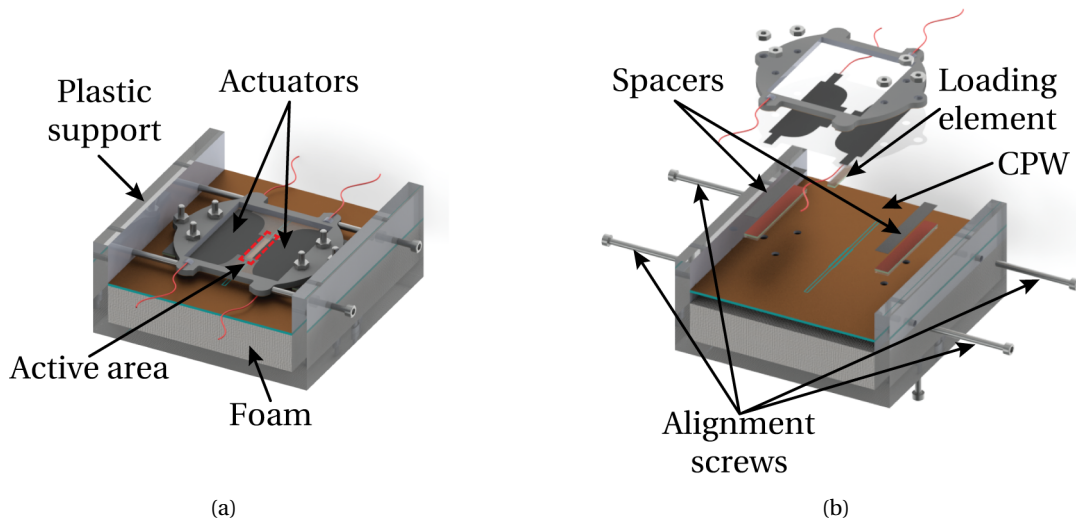 Plastic
support
Actuators
Active area
Foam
(a)
Spacers
Loading
element
CPW
Alignment
screws
(b)